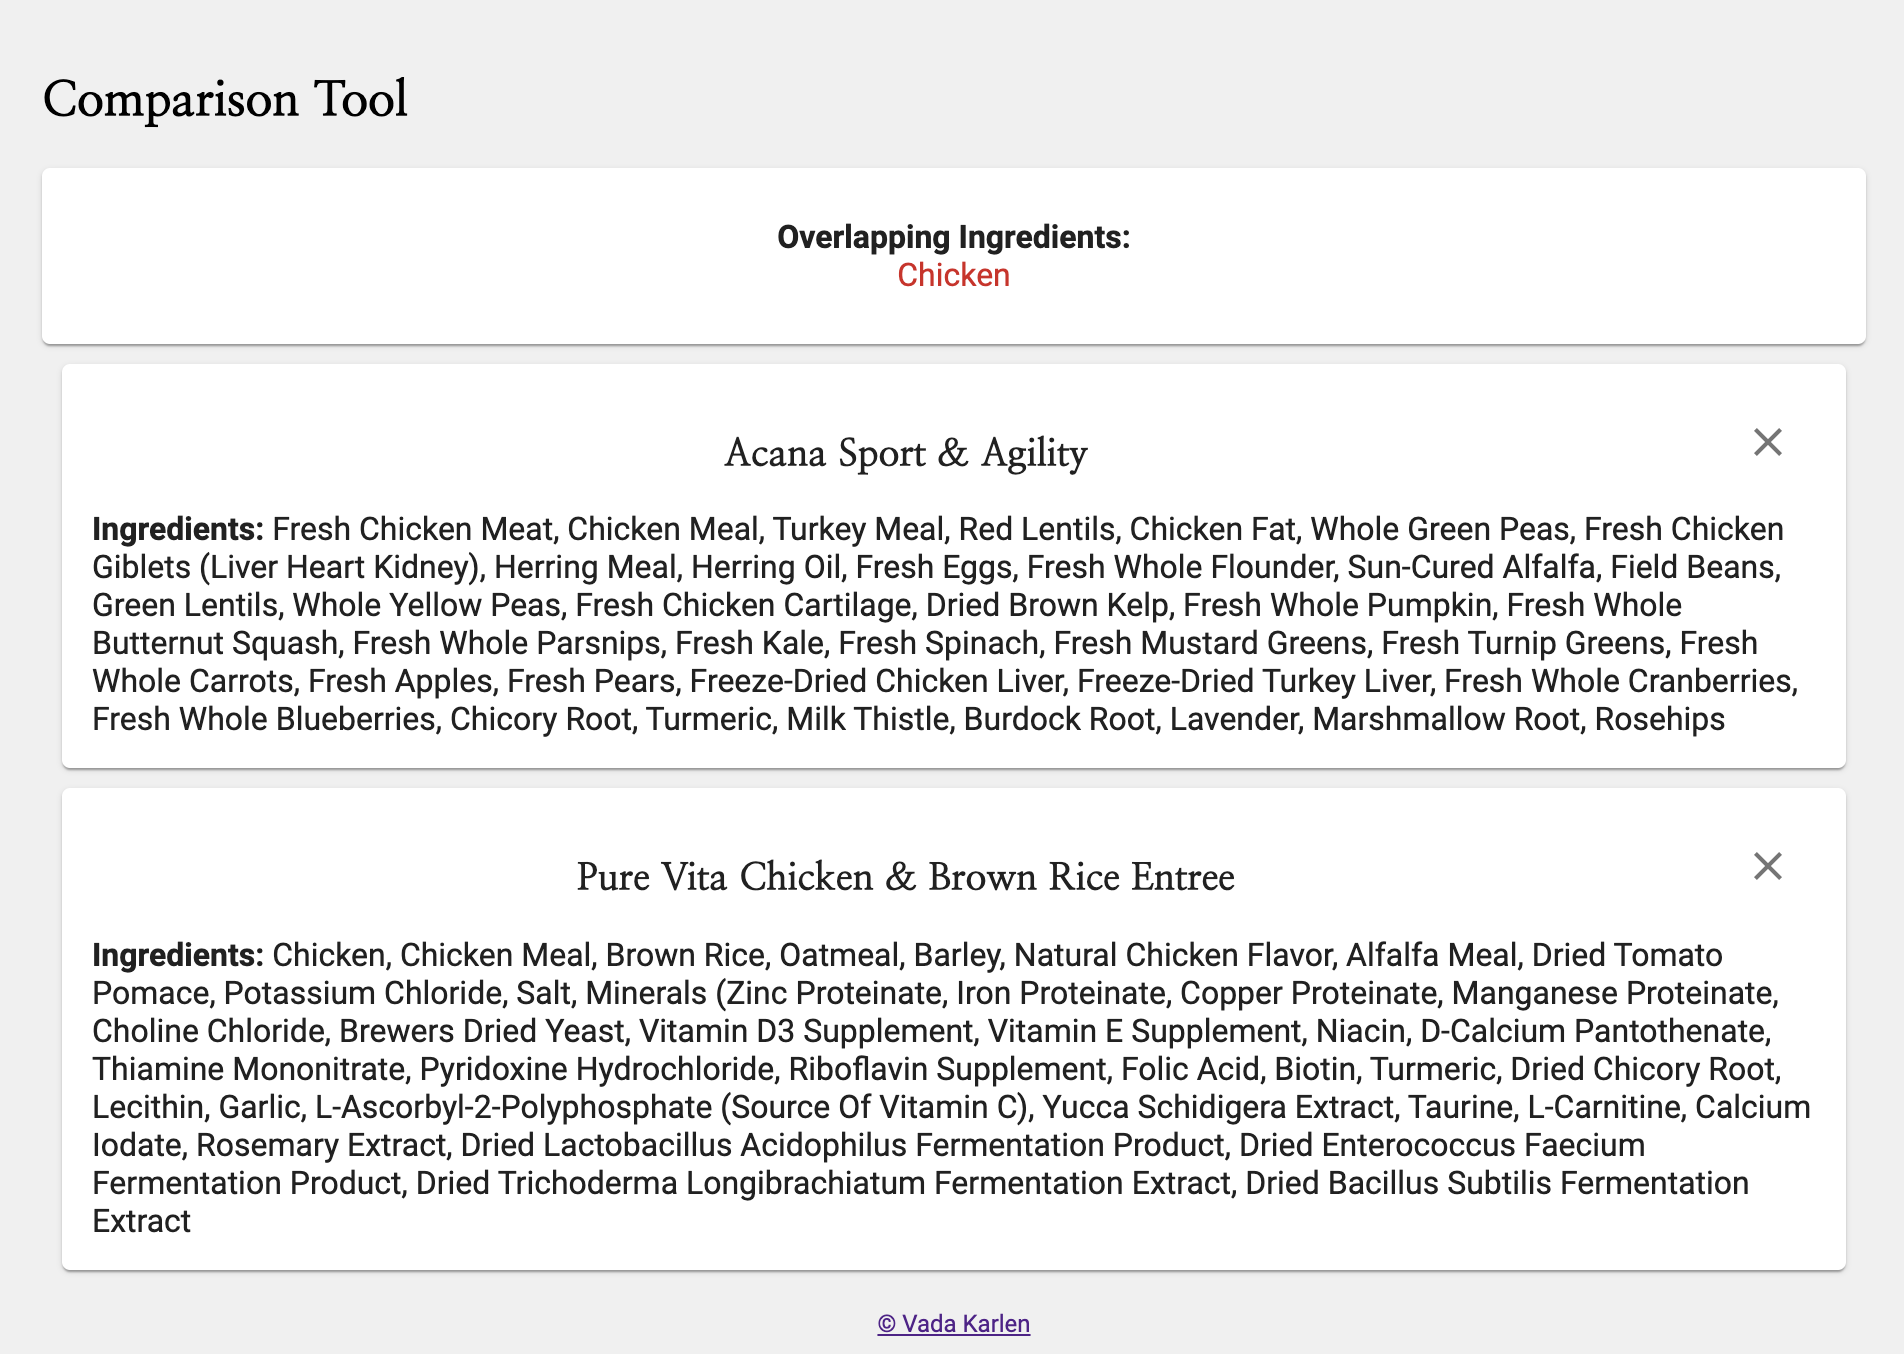 Comparison Tool
Overlapping Ingredients:
Chicken
Acana Sport & Agility
Ingredients: Fresh Chicken Meat, Chicken Meal, Turkey Meal, Red Lentils, Chicken Fat, Whole Green Peas, Fresh Chicken
Giblets (Liver Heart Kidney), Herring Meal, Herring Oil, Fresh Eggs, Fresh Whole Flounder, Sun-Cured Alfalfa, Field Beans,
Green Lentils, Whole Yellow Peas, Fresh Chicken Cartilage, Dried Brown Kelp, Fresh Whole Pumpkin, Fresh Whole
Butternut Squash, Fresh Whole Parsnips, Fresh Kale, Fresh Spinach, Fresh Mustard Greens, Fresh Turnip Greens, Fresh
Whole Carrots, Fresh Apples, Fresh Pears, Freeze-Dried Chicken Liver, Freeze-Dried Turkey Liver, Fresh Whole Cranberries,
Fresh Whole Blueberries, Chicory Root, Turmeric, Milk Thistle, Burdock Root, Lavender, Marshmallow Root, Rosehips
Pure Vita Chicken & Brown Rice Entree
Ingredients: Chicken, Chicken Meal, Brown Rice, Oatmeal, Barley, Natural Chicken Flavor, Alfalfa Meal, Dried Tomato
Pomace, Potassium Chloride, Salt, Minerals (Zinc Proteinate, Iron Proteinate, Copper Proteinate, Manganese Proteinate,
Choline Chloride, Brewers Dried Yeast, Vitamin D3 Supplement, Vitamin E Supplement, Niacin, D-Calcium Pantothenate,
Thiamine Mononitrate, Pyridoxine Hydrochloride, Riboflavin Supplement, Folic Acid, Biotin, Turmeric, Dried Chicory Root,
Lecithin, Garlic, L-Ascorbyl-2-Polyphosphate (Source Of Vitamin C), Yucca Schidigera Extract, Taurine, L-Carnitine, Calcium
Iodate, Rosemary Extract, Dried Lactobacillus Acidophilus Fermentation Product, Dried Enterococcus Faecium
Fermentation Product, Dried Trichoderma Longibrachiatum Fermentation Extract, Dried Bacillus Subtilis Fermentation
Extract
© Vada Karlen